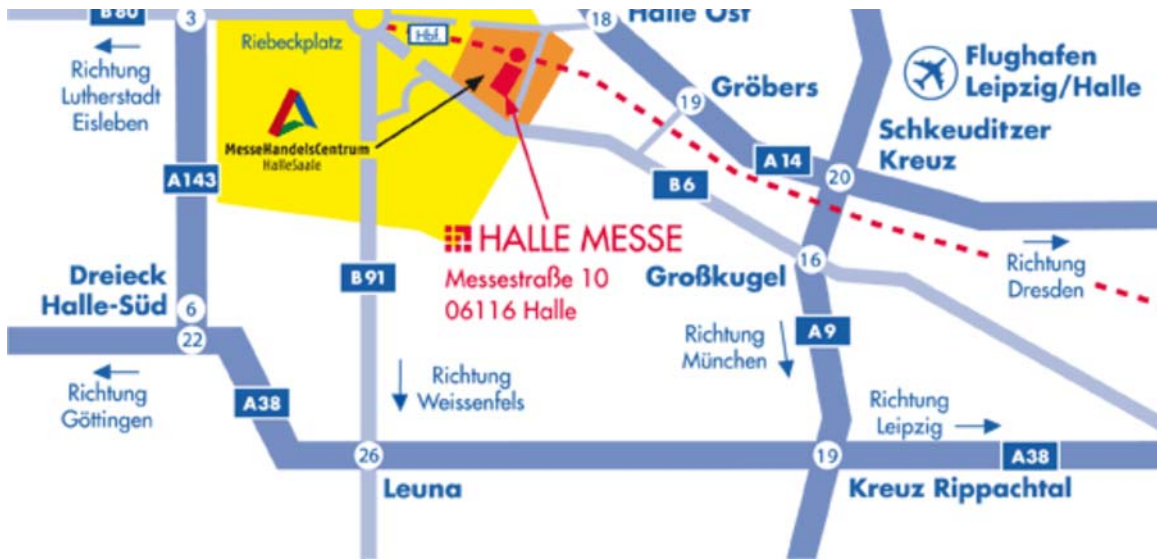 B80
3
Hbf.
18
Halle Ost
Riebeckplatz
Richtung
Lutherstadt
Eisleben
MesseHandelsCentrum
HalleSaale
19
Gröbers
Flughafen
Leipzig/Halle
Schkeuditzer
Kreuz
A14
20
A143
B6
HALLE MESSE
Messestraße 10
06116 Halle
Großkugel
16
Richtung
Dresden
Dreieck
Halle-Süd
6
22
B91
A9
Richtung
München
Richtung
Göttingen
A38
Richtung
Weissenfels
Richtung
Leipzig
26
Leuna
19
A38
Kreuz Rippachtal